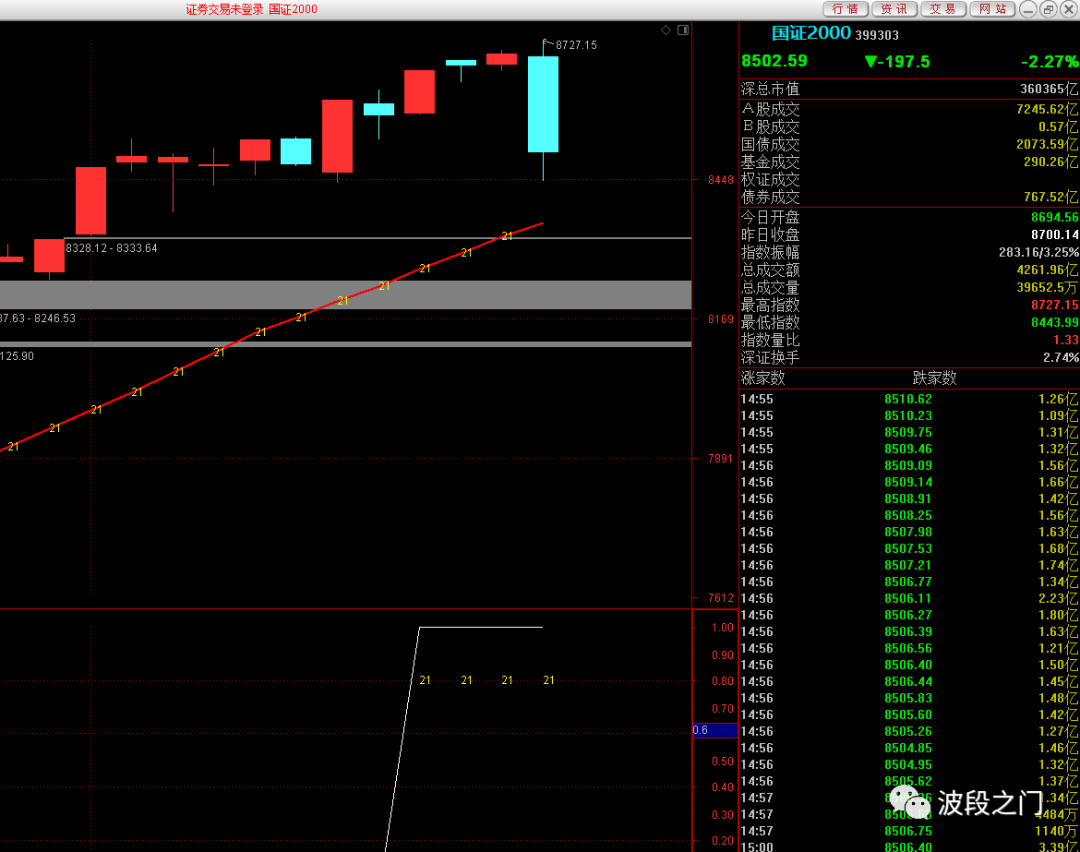 证券交易未登录 国证2000
行情 资讯 交易 网站
8727.15
8448
8328.12 - 8333.64
37.63 - 8246.53
8169
125.90
21 21 21 21 21 21 21 21 21 21 21 21 21
7891
7612
1.00
0.90
21 21 21 21
0.80
0.70
0.6
0.50
0.40
0.30
0.20
国证2000 399303
8502.59 ▼-197.5 -2.27%
深总市值 360365亿
A股成交 7245.62亿
B股成交 0.57亿
国债成交 2073.59亿
基金成交 290.26亿
权证成交
债券成交 767.52亿
今日开盘 8694.56
昨日收盘 8700.14
指数振幅 283.16/3.25%
总成交额 4261.96亿
总成交量 39652.5万
最高指数 8727.15
最低指数 8443.99
指数量比 1.33
深证换手 2.74%
涨家数 跌家数
14:55 8510.62 1.26亿
14:55 8510.23 1.09亿
14:55 8509.75 1.31亿
14:55 8509.46 1.32亿
14:56 8509.09 1.56亿
14:56 8509.14 1.66亿
14:56 8508.91 1.42亿
14:56 8508.25 1.56亿
14:56 8507.98 1.63亿
14:56 8507.53 1.68亿
14:56 8507.21 1.74亿
14:56 8506.77 1.34亿
14:56 8506.11 2.23亿
14:56 8506.27 1.80亿
14:56 8506.39 1.63亿
14:56 8506.56 1.21亿
14:56 8506.40 1.50亿
14:56 8506.44 1.45亿
14:56 8505.83 1.48亿
14:56 8505.60 1.42亿
14:56 8505.26 1.27亿
14:56 8504.85 1.46亿
14:56 8504.95 1.32亿
14:56 8505.62 1.37亿
14:57 .34亿
波段之门
14:57 4484万
14:57 8506.75 1140万
15:00 8506.40 3.39亿